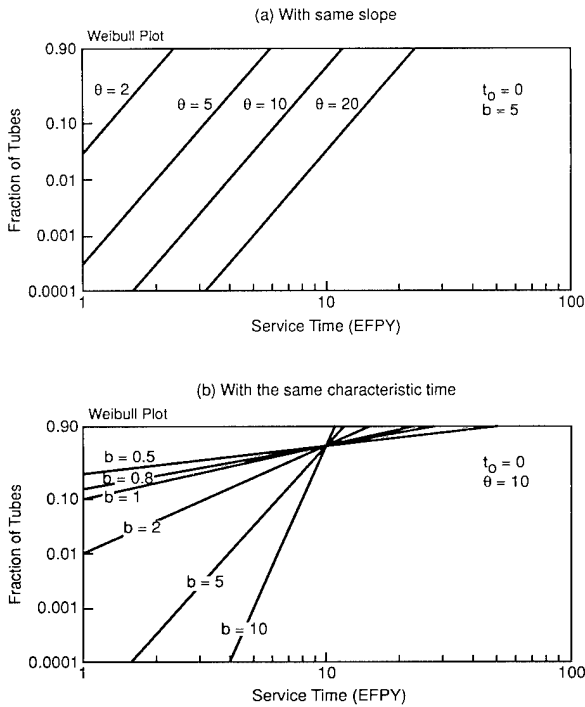 (a) With same slope
Weibull Plot
0.90
0.10
0.01
0.001
0.0001
Fraction of Tubes
θ = 2
θ = 5
θ = 10
θ = 20
t₀ = 0
b = 5
1
10
100
Service Time (EFPY)
(b) With the same characteristic time
Weibull Plot
0.90
0.10
0.01
0.001
0.0001
Fraction of Tubes
b = 0.5
b = 0.8
b = 1
b = 2
b = 5
b = 10
t₀ = 0
θ = 10
1
10
100
Service Time (EFPY)